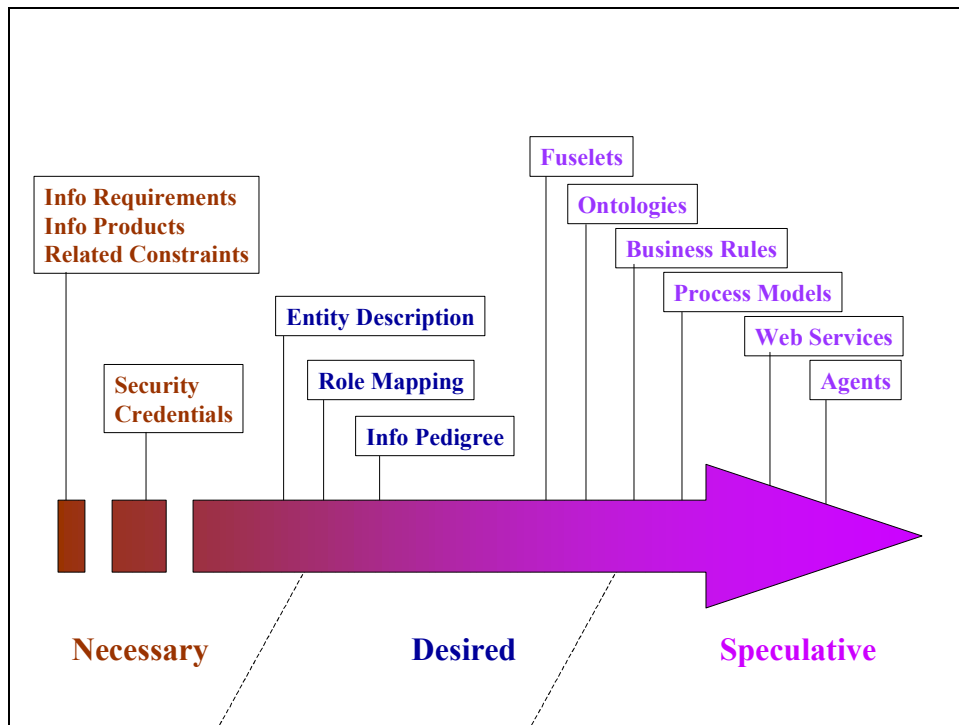 Fuselets
Info Requirements
Info Products
Related Constraints
Ontologies
Business Rules
Process Models
Entity Description
Web Services
Security
Credentials
Role Mapping
Agents
Info Pedigree
Necessary
Desired
Speculative